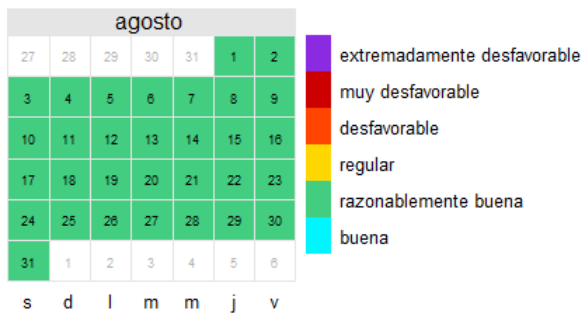 agosto
27 28 29 30 31 1 2
3 4 5 6 7 8 9
10 11 12 13 14 15 16
17 18 19 20 21 22 23
24 25 26 27 28 29 30
31 1 2 3 4 5 6
s d l m m j v
extremadamente desfavorable
muy desfavorable
desfavorable
regular
razonablemente buena
buena